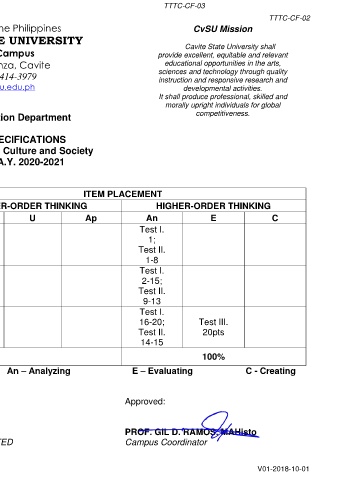 TTTC-CF-03
TTTC-CF-02
he Philippines
E UNIVERSITY
Campus
nza, Cavite
414-3979
u.edu.ph
CvSU Mission
Cavite State University shall
provide excellent, equitable and relevant
educational opportunities in the arts,
sciences and technology through quality
instruction and responsive research and
developmental activities.
It shall produce professional, skilled and
morally upright individuals for global
competitiveness.
tion Department
ECIFICATIONS
Culture and Society
A.Y. 2020-2021
ITEM PLACEMENT
R-ORDER THINKING HIGHER-ORDER THINKING
U Ap An E C
Test I.
1;
Test II.
1-8
Test I.
2-15;
Test II.
9-13
Test I.
16-20;
Test II.
14-15
Test III.
20pts
100%
An – Analyzing E – Evaluating C - Creating
Approved:
PROF. GIL D. RAMOS, MAHisto
Campus Coordinator
TED
V01-2018-10-01